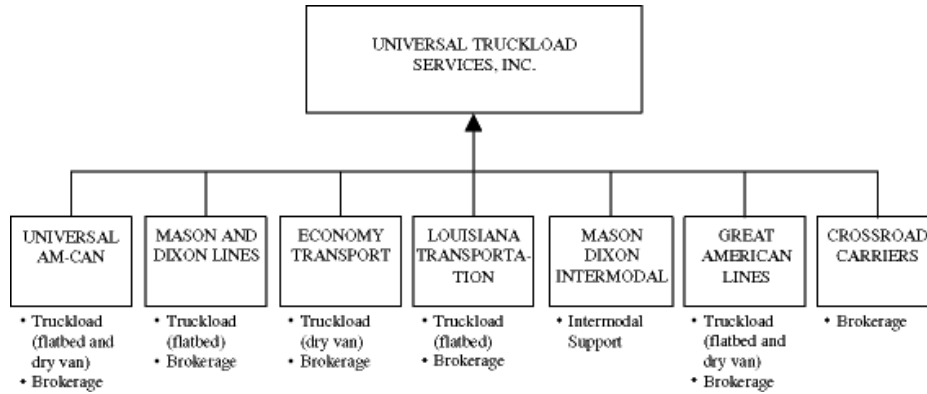 UNIVERSAL TRUCKLOAD
SERVICES, INC.
UNIVERSAL
AM-CAN
MASON AND
DIXON LINES
ECONOMY
TRANSPORT
LOUISIANA
TRANSPORTA-
TION
MASON
DIXON
INTERMODAL
GREAT
AMERICAN
LINES
CROSSROAD
CARRIERS
• Truckload
(flatbed and
dry van)
• Brokerage
• Truckload
(flatbed)
• Brokerage
• Truckload
(dry van)
• Brokerage
• Truckload
(flatbed)
• Brokerage
• Intermodal
Support
• Truckload
(flatbed and
dry van)
• Brokerage
• Brokerage